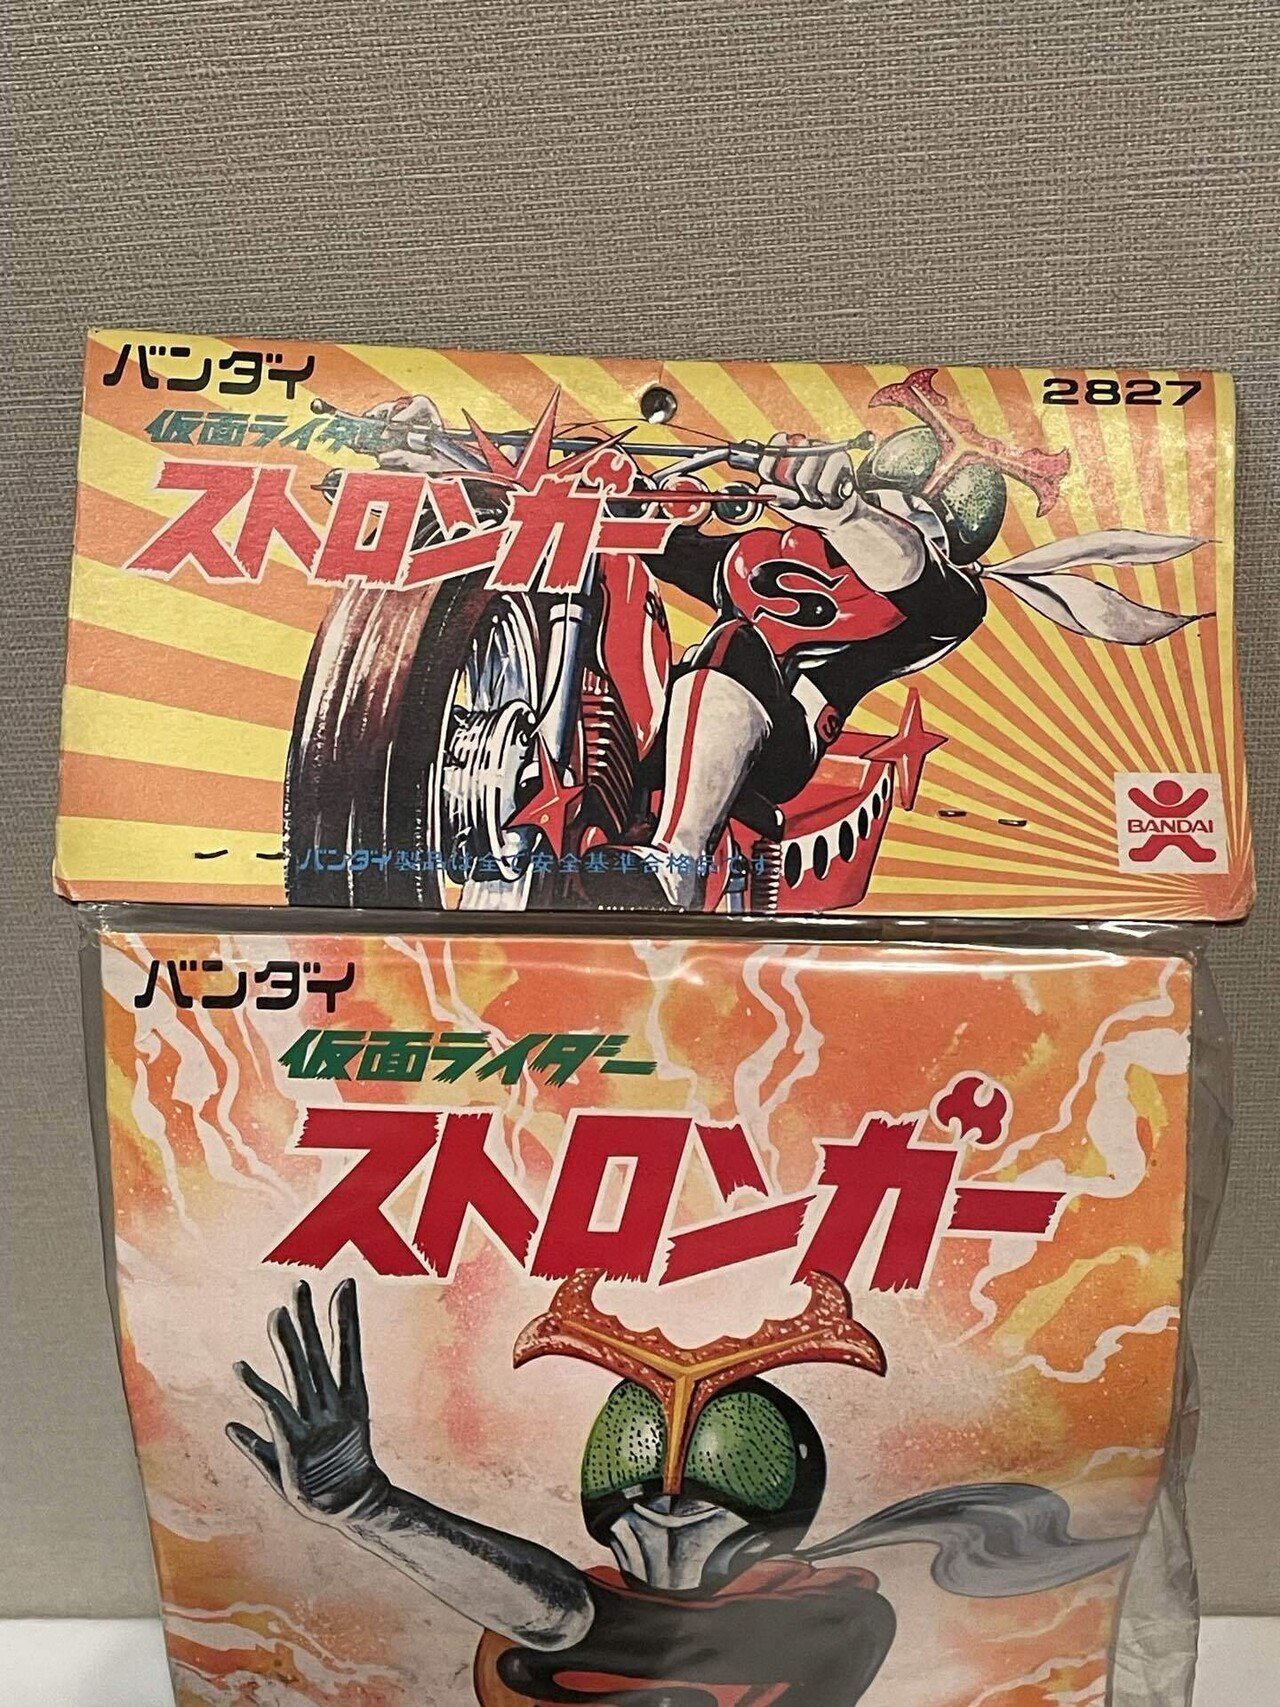 バンダイ
2827
仮面ライダー
ストロンガー
S
バンダイ製品は全て安全基準合格品です
BANDAI
バンダイ
仮面ライダー
ストロンガー